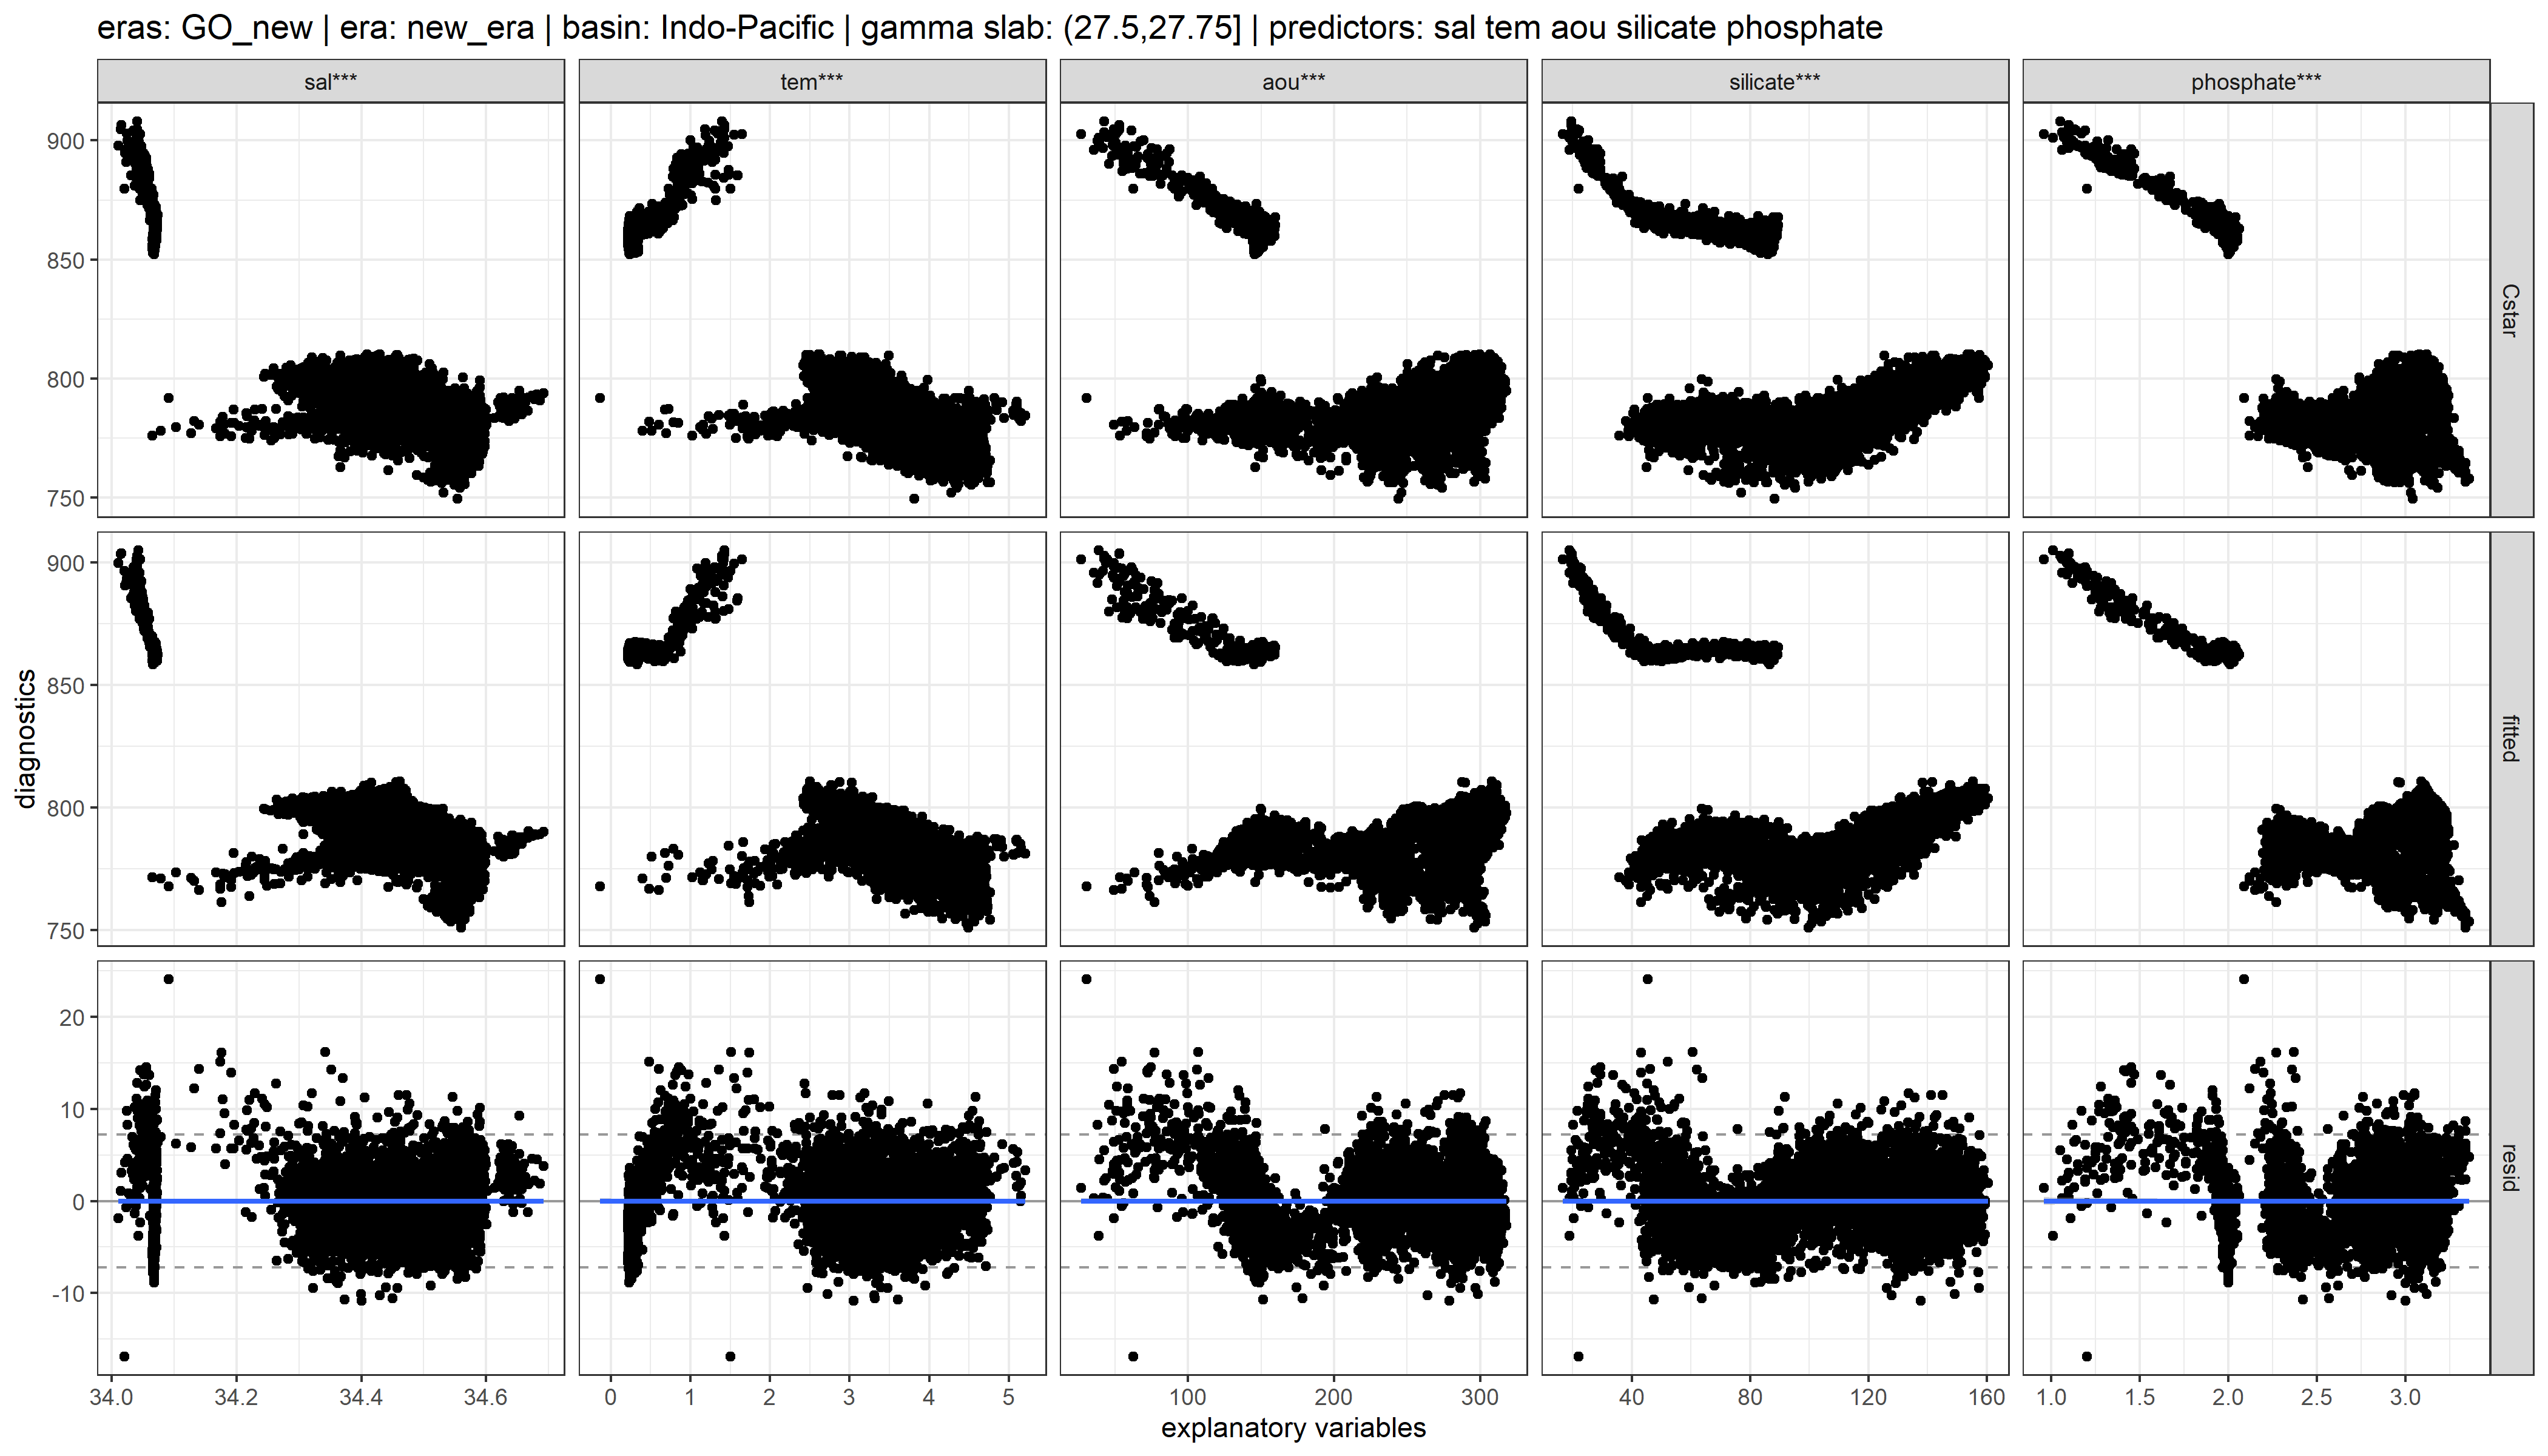 eras: GO_new | era: new_era | basin: Indo-Pacific | gamma slab: (27.5,27.75] | predictors: sal tem aou silicate phosphate
sal*** tem*** aou*** silicate*** phosphate***
900
850
800
750
Cstar
900
850
800
750
fitted
diagnostics
20
10
0
-10
resid
34.0 34.2 34.4 34.6 0 1 2 3 4 5 100 200 300 40 80 120 160 1.0 1.5 2.0 2.5 3.0
explanatory variables